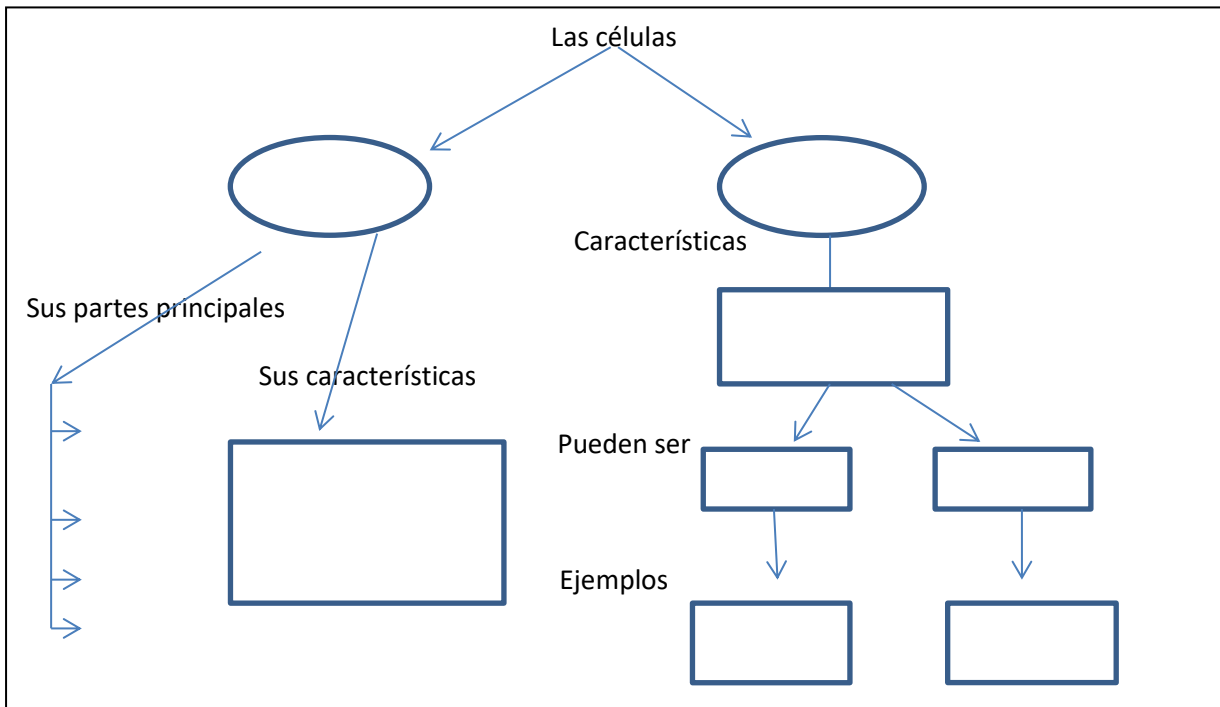 Las células
Características
Sus partes principales
Sus características
Pueden ser
Ejemplos